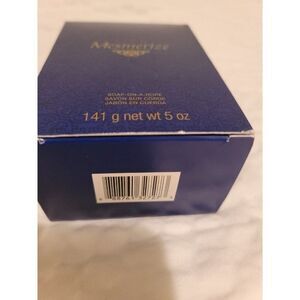 Mesmerize
SOAP-ON-A-ROPE
SAVON SUR CORDE
JABÓN EN CUERDA
141 g net wt 5 oz